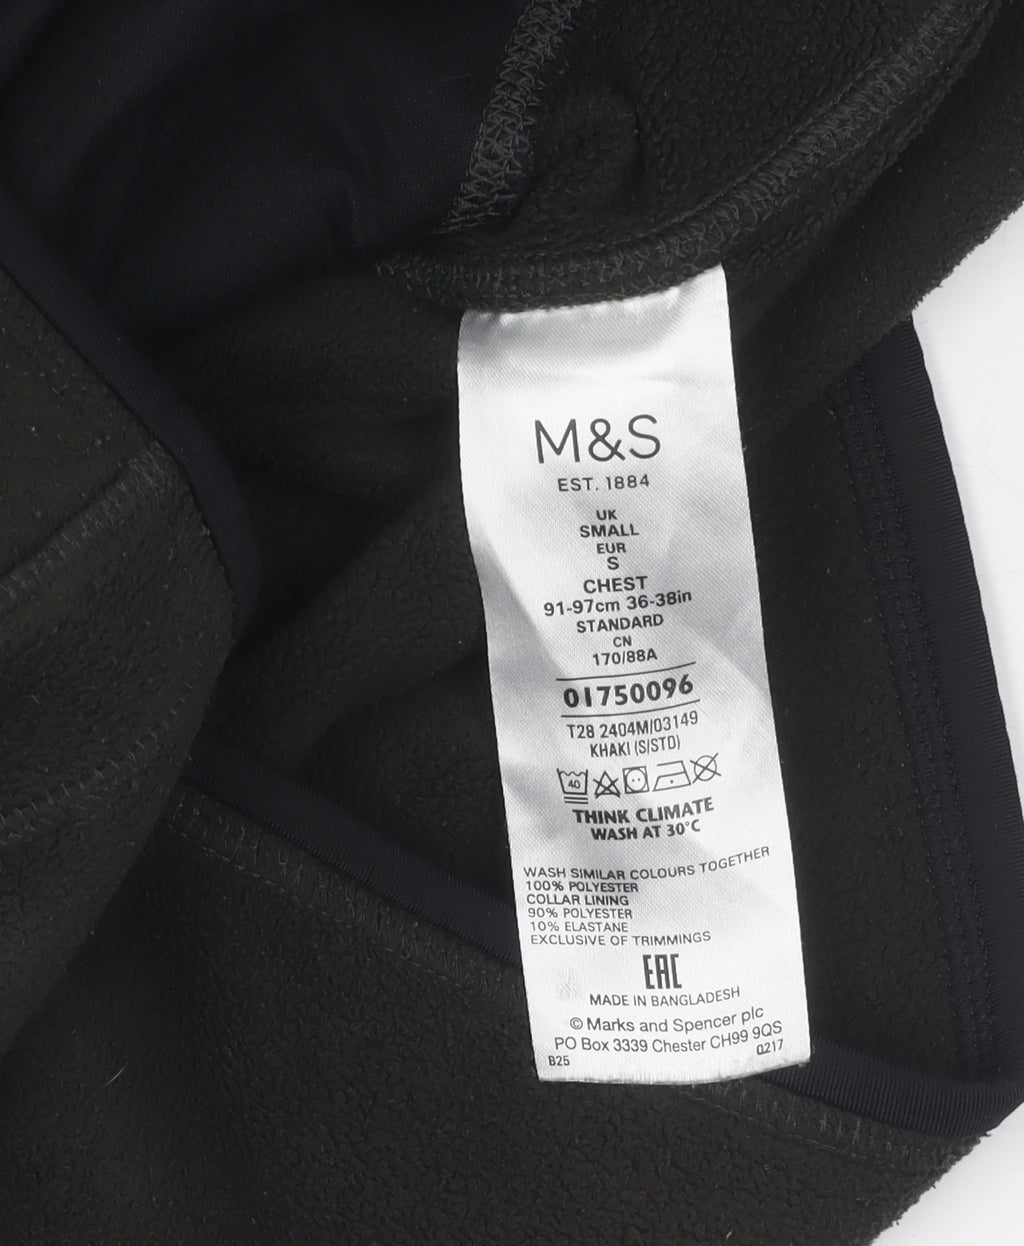 M&S
EST. 1884
UK
SMALL
EUR
S
CHEST
91-97cm 36-38in
STANDARD
CN
170/88A
01750096
T28 2404M/03149
KHAKI (S/STD)
40
THINK CLIMATE
WASH AT 30°C
WASH SIMILAR COLOURS TOGETHER
100% POLYESTER
COLLAR LINING
90% POLYESTER
10% ELASTANE
EXCLUSIVE OF TRIMMINGS
EAC
MADE IN BANGLADESH
© Marks and Spencer plc
PO Box 3339 Chester CH99 9QS
B25 Q217